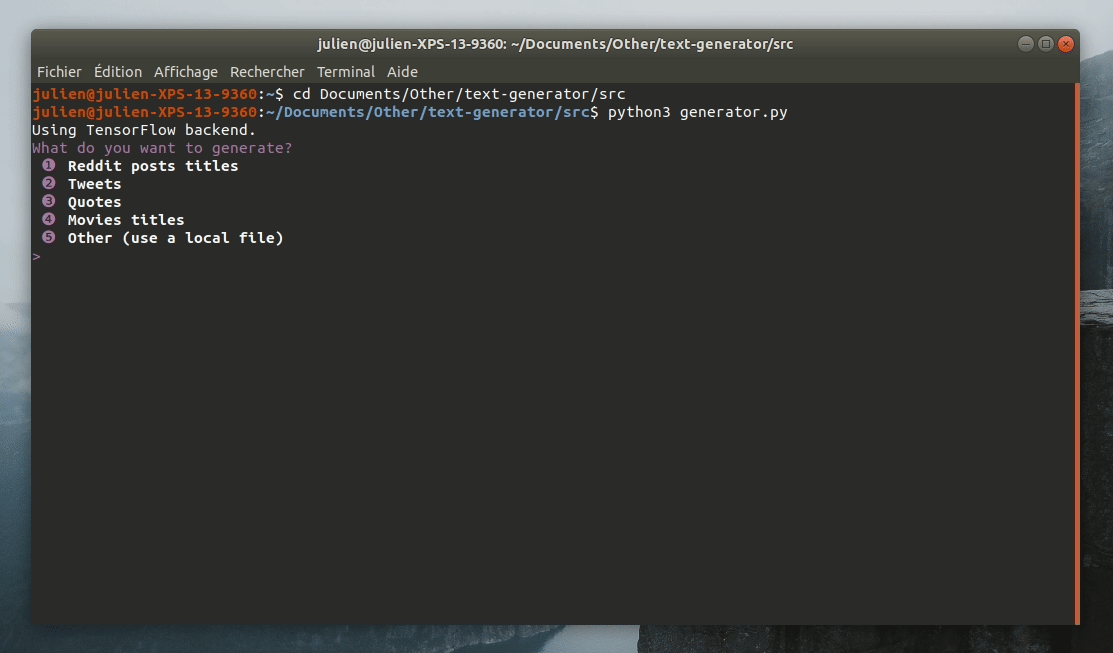 julien@julien-XPS-13-9360: ~/Documents/Other/text-generator/src
Fichier Édition Affichage Rechercher Terminal Aide
julien@julien-XPS-13-9360:~$ cd Documents/Other/text-generator/src
julien@julien-XPS-13-9360:~/Documents/Other/text-generator/src$ python3 generator.py
Using TensorFlow backend.
What do you want to generate?
❶ Reddit posts titles
❷ Tweets
❸ Quotes
❹ Movies titles
❺ Other (use a local file)
>